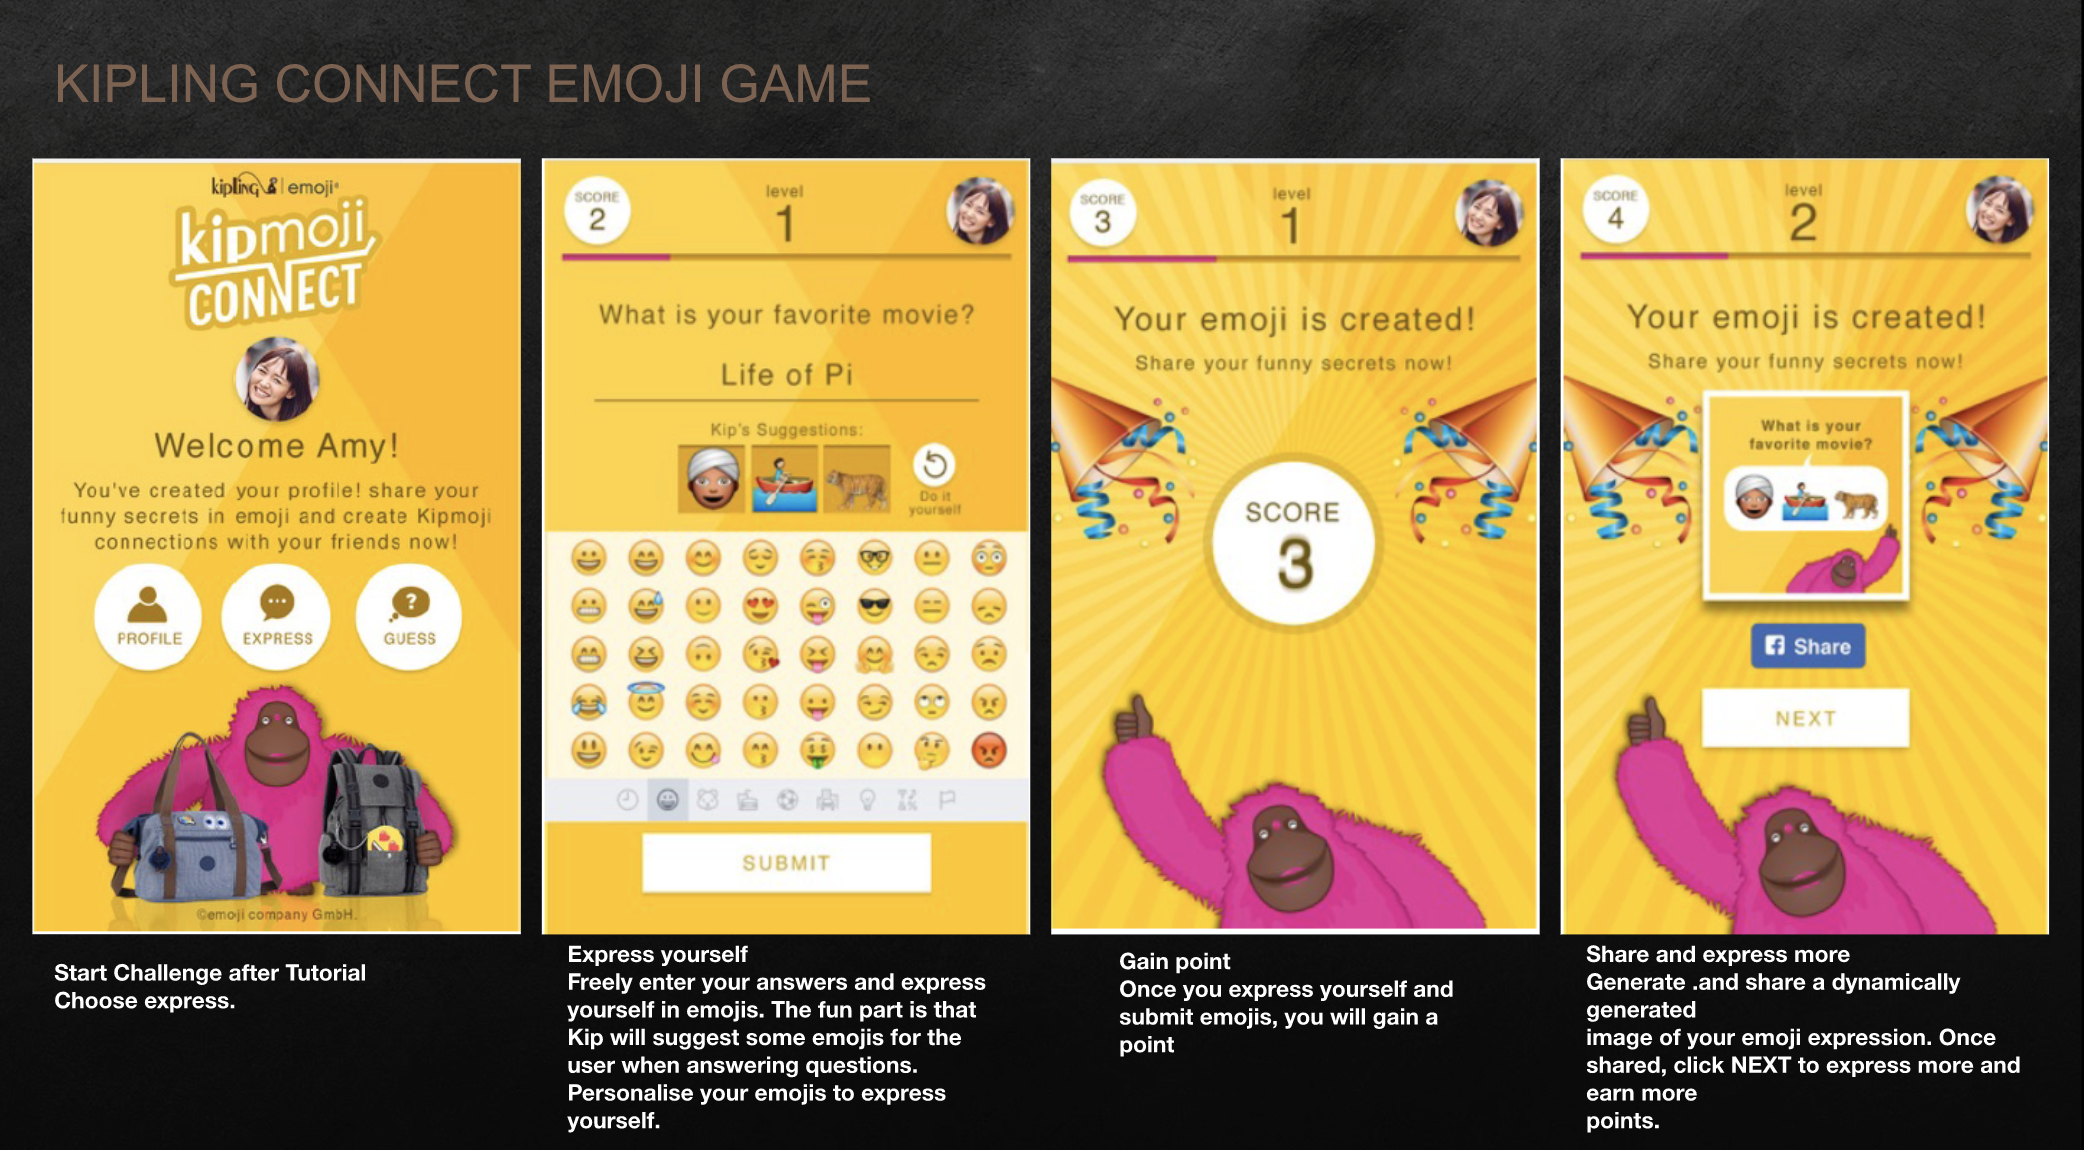 KIPLING CONNECT EMOJI GAME
kipling | emoji®
kipmoji
CONNECT
Welcome Amy!
You've created your profile! share your
funny secrets in emoji and create Kipmoji
connections with your friends now!
PROFILE
EXPRESS
?
GUESS
©emoji company GmbH.
Start Challenge after Tutorial
Choose express.
SCORE
2
level
1
What is your favorite movie?
Life of Pi
Kip's Suggestions:
Do it
yourself
SUBMIT
Express yourself
Freely enter your answers and express
yourself in emojis. The fun part is that
Kip will suggest some emojis for the
user when answering questions.
Personalise your emojis to express
yourself.
SCORE
3
level
1
Your emoji is created!
Share your funny secrets now!
SCORE
3
Gain point
Once you express yourself and
submit emojis, you will gain a
point
SCORE
4
level
2
Your emoji is created!
Share your funny secrets now!
What is your
favorite movie?
f Share
NEXT
Share and express more
Generate .and share a dynamically
generated
image of your emoji expression. Once
shared, click NEXT to express more and
earn more
points.